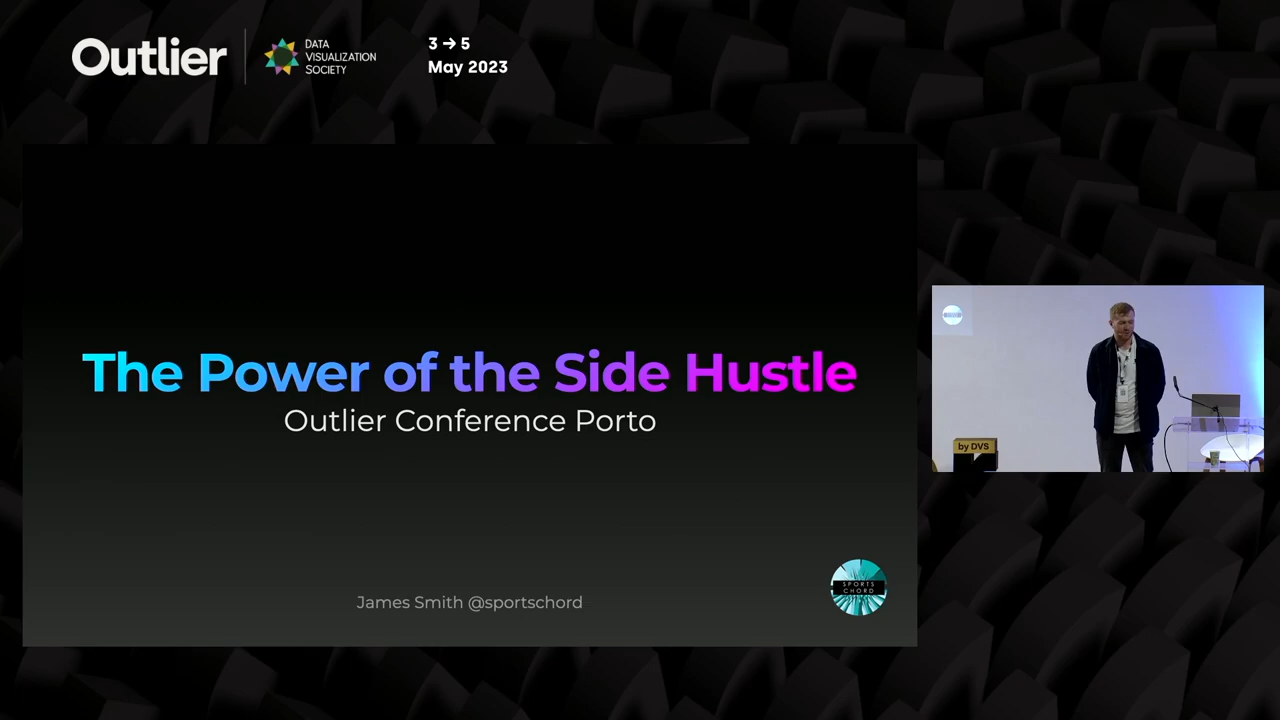 Outlier
DATA
VISUALIZATION
SOCIETY
3 → 5
May 2023
The Power of the Side Hustle
Outlier Conference Porto
James Smith @sportschord
SPORTS
CHORD
by DVS